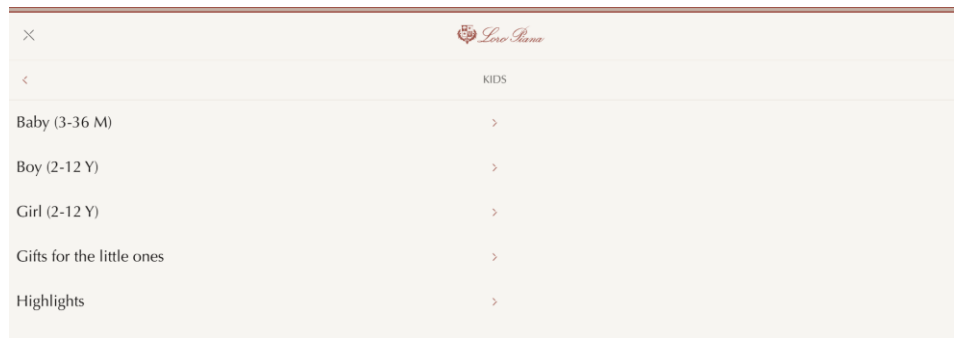 Loro Piana
KIDS
Baby (3-36 M)
Boy (2-12 Y)
Girl (2-12 Y)
Gifts for the little ones
Highlights